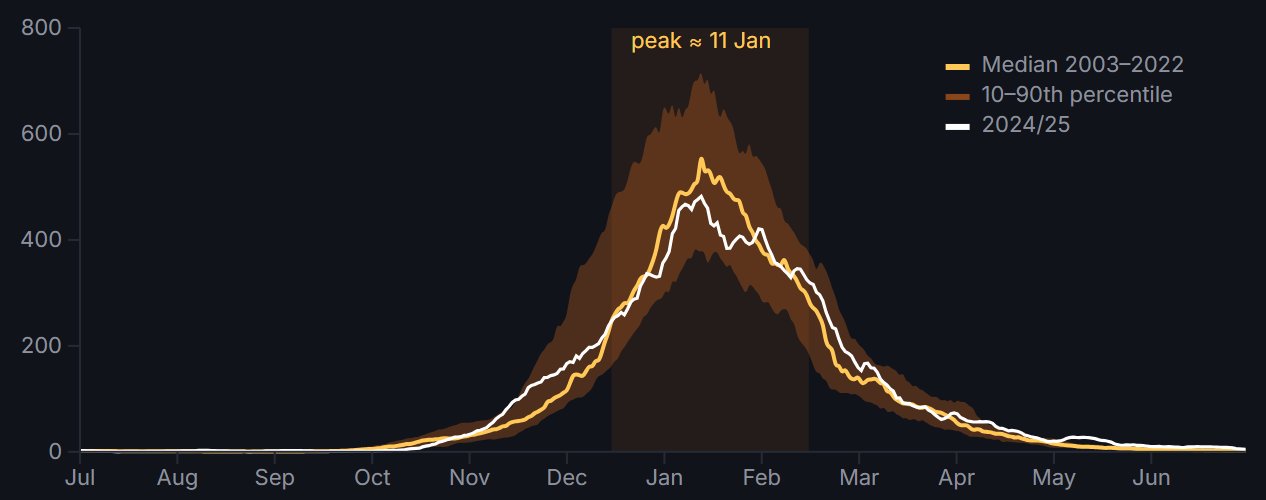 800
peak ≈ 11 Jan
Median 2003–2022
10–90th percentile
2024/25
600
400
200
0
Jul Aug Sep Oct Nov Dec Jan Feb Mar Apr May Jun